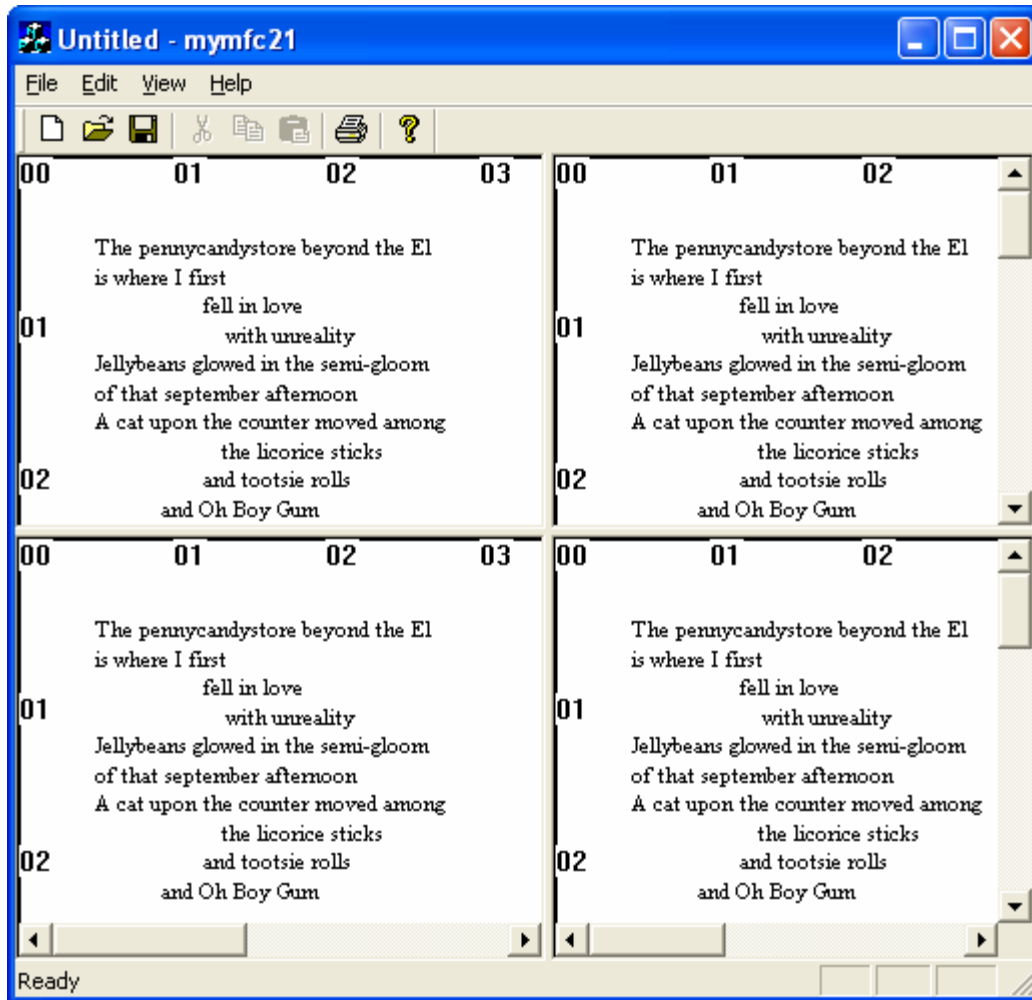 Untitled - mymfc21
File Edit View Help
00 01 02 03
The pennycandystore beyond the El
is where I first
fell in love
01
with unreality
Jellybeans glowed in the semi-gloom
of that september afternoon
A cat upon the counter moved among
the licorice sticks
02
and tootsie rolls
and Oh Boy Gum
00 01 02
The pennycandystore beyond the El
is where I first
fell in love
01
with unreality
Jellybeans glowed in the semi-gloom
of that september afternoon
A cat upon the counter moved among
the licorice sticks
02
and tootsie rolls
and Oh Boy Gum
00 01 02 03
The pennycandystore beyond the El
is where I first
fell in love
01
with unreality
Jellybeans glowed in the semi-gloom
of that september afternoon
A cat upon the counter moved among
the licorice sticks
02
and tootsie rolls
and Oh Boy Gum
00 01 02
The pennycandystore beyond the El
is where I first
fell in love
01
with unreality
Jellybeans glowed in the semi-gloom
of that september afternoon
A cat upon the counter moved among
the licorice sticks
02
and tootsie rolls
and Oh Boy Gum
Ready